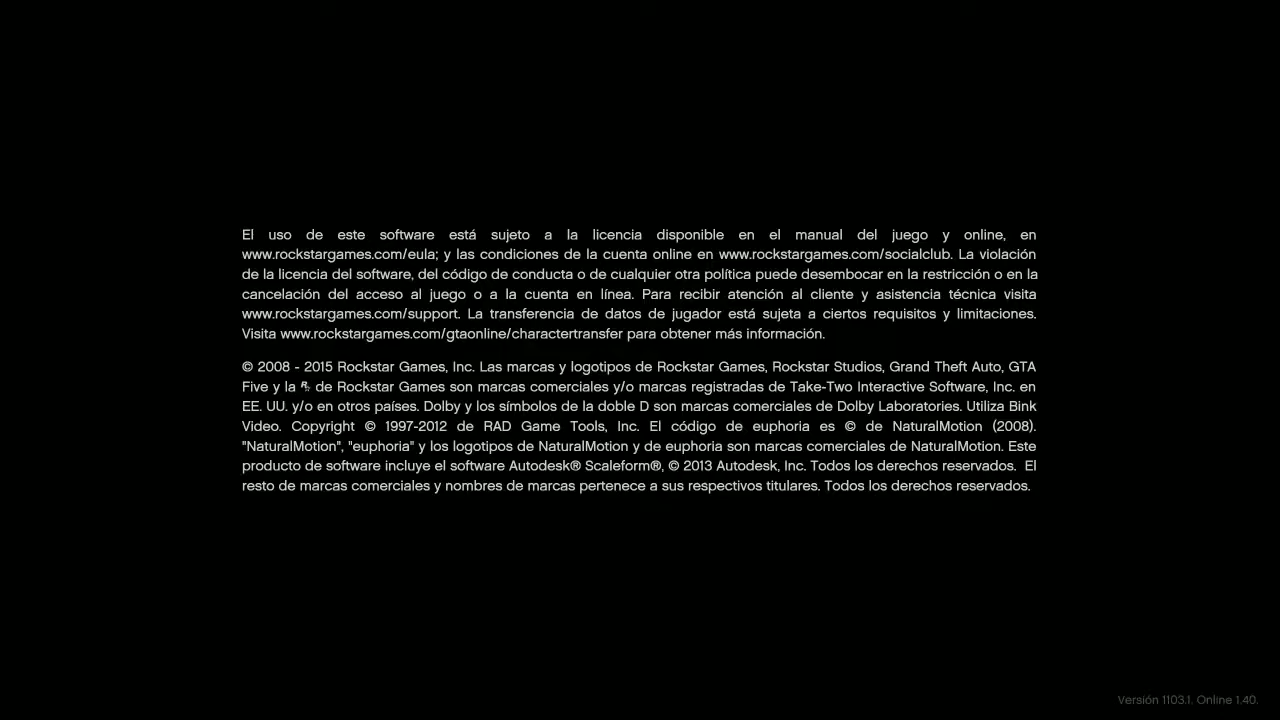 El uso de este software está sujeto a la licencia disponible en el manual del juego y online, en
www.rockstargames.com/eula; y las condiciones de la cuenta online en www.rockstargames.com/socialclub. La violación
de la licencia del software, del código de conducta o de cualquier otra política puede desembocar en la restricción o en la
cancelación del acceso al juego o a la cuenta en línea. Para recibir atención al cliente y asistencia técnica visita
www.rockstargames.com/support. La transferencia de datos de jugador está sujeta a ciertos requisitos y limitaciones.
Visita www.rockstargames.com/gtaonline/charactertransfer para obtener más información.
© 2008 - 2015 Rockstar Games, Inc. Las marcas y logotipos de Rockstar Games, Rockstar Studios, Grand Theft Auto, GTA
Five y la R* de Rockstar Games son marcas comerciales y/o marcas registradas de Take-Two Interactive Software, Inc. en
EE. UU. y/o en otros países. Dolby y los símbolos de la doble D son marcas comerciales de Dolby Laboratories. Utiliza Bink
Video. Copyright © 1997-2012 de RAD Game Tools, Inc. El código de euphoria es © de NaturalMotion (2008).
"NaturalMotion", "euphoria" y los logotipos de NaturalMotion y de euphoria son marcas comerciales de NaturalMotion. Este
producto de software incluye el software Autodesk® Scaleform®, © 2013 Autodesk, Inc. Todos los derechos reservados. El
resto de marcas comerciales y nombres de marcas pertenece a sus respectivos titulares. Todos los derechos reservados.
Versión 1103.1. Online 1.40.